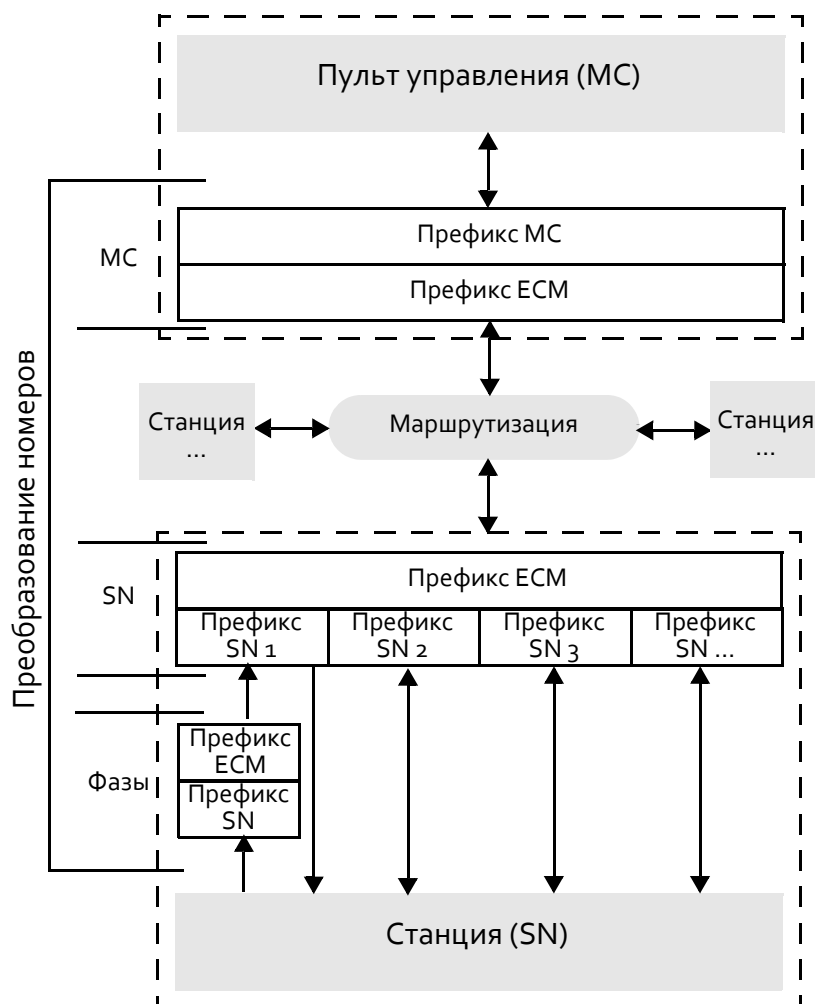 Пульт управления (MC)
Префикс MC
MC
Префикс ECM
Преобразование номеров
Станция
...
Маршрутизация
Станция
...
Префикс ECM
SN
Префикс
SN 1
Префикс
SN 2
Префикс
SN 3
Префикс
SN ...
Фазы
Префикс
ECM
Префикс
SN
Станция (SN)